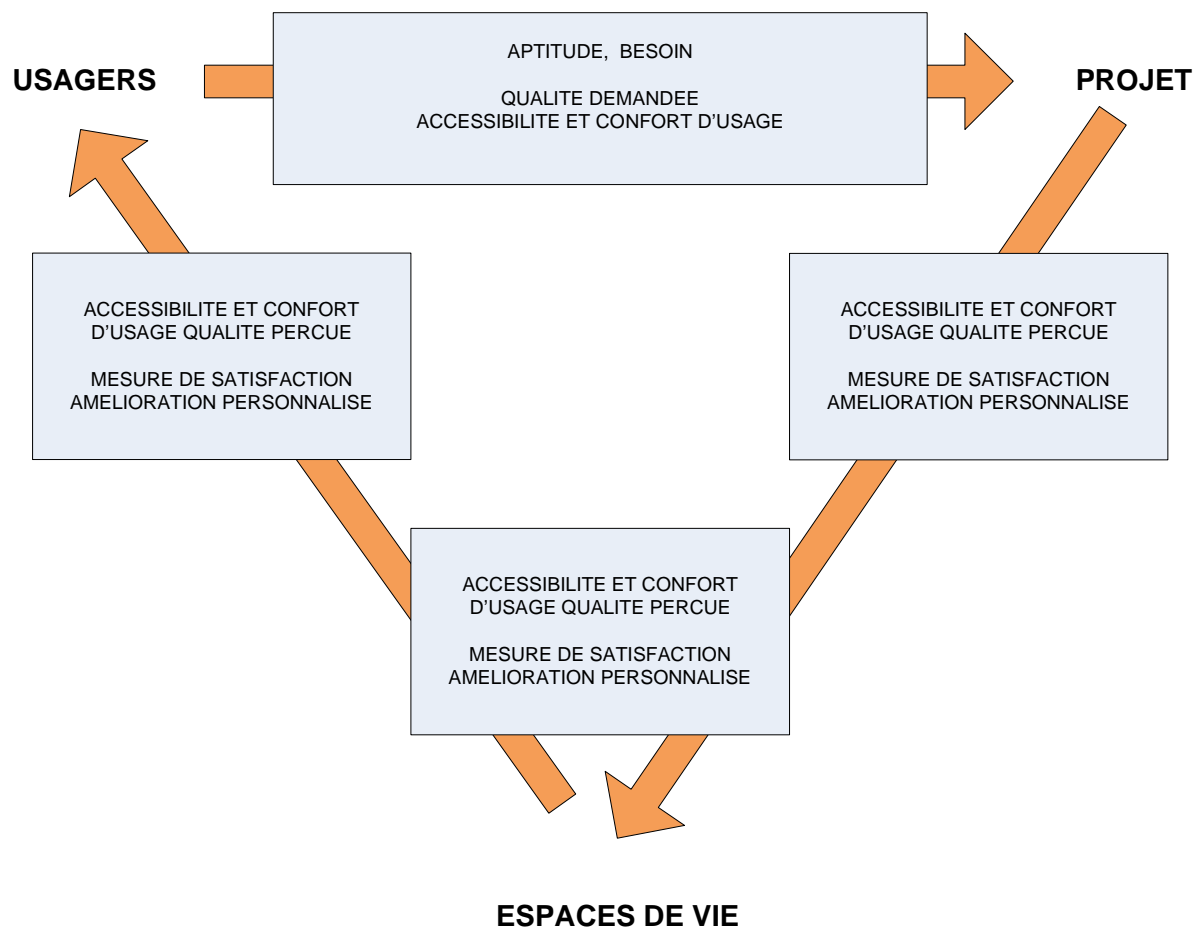 APTITUDE, BESOIN
USAGERS
PROJET
QUALITE DEMANDEE
ACCESSIBILITE ET CONFORT D'USAGE
ACCESSIBILITE ET CONFORT
D'USAGE QUALITE PERCUE
MESURE DE SATISFACTION
AMELIORATION PERSONNALISE
ACCESSIBILITE ET CONFORT
D'USAGE QUALITE PERCUE
MESURE DE SATISFACTION
AMELIORATION PERSONNALISE
ACCESSIBILITE ET CONFORT
D'USAGE QUALITE PERCUE
MESURE DE SATISFACTION
AMELIORATION PERSONNALISE
ESPACES DE VIE